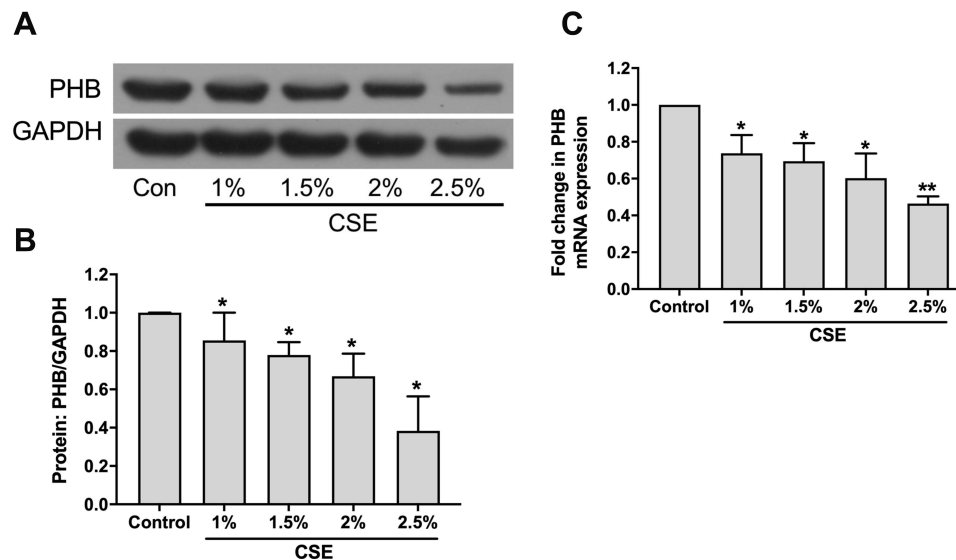 A
PHB
GAPDH
Con 1% 1.5% 2% 2.5%
CSE
B
Protein: PHB/GAPDH
1.2
1.0
0.8
0.6
0.4
0.2
0.0
* * * *
Control 1% 1.5% 2% 2.5%
CSE
C
Fold change in PHB
mRNA expression
1.2
1.0
0.8
0.6
0.4
0.2
0.0
* * * **
Control 1% 1.5% 2% 2.5%
CSE